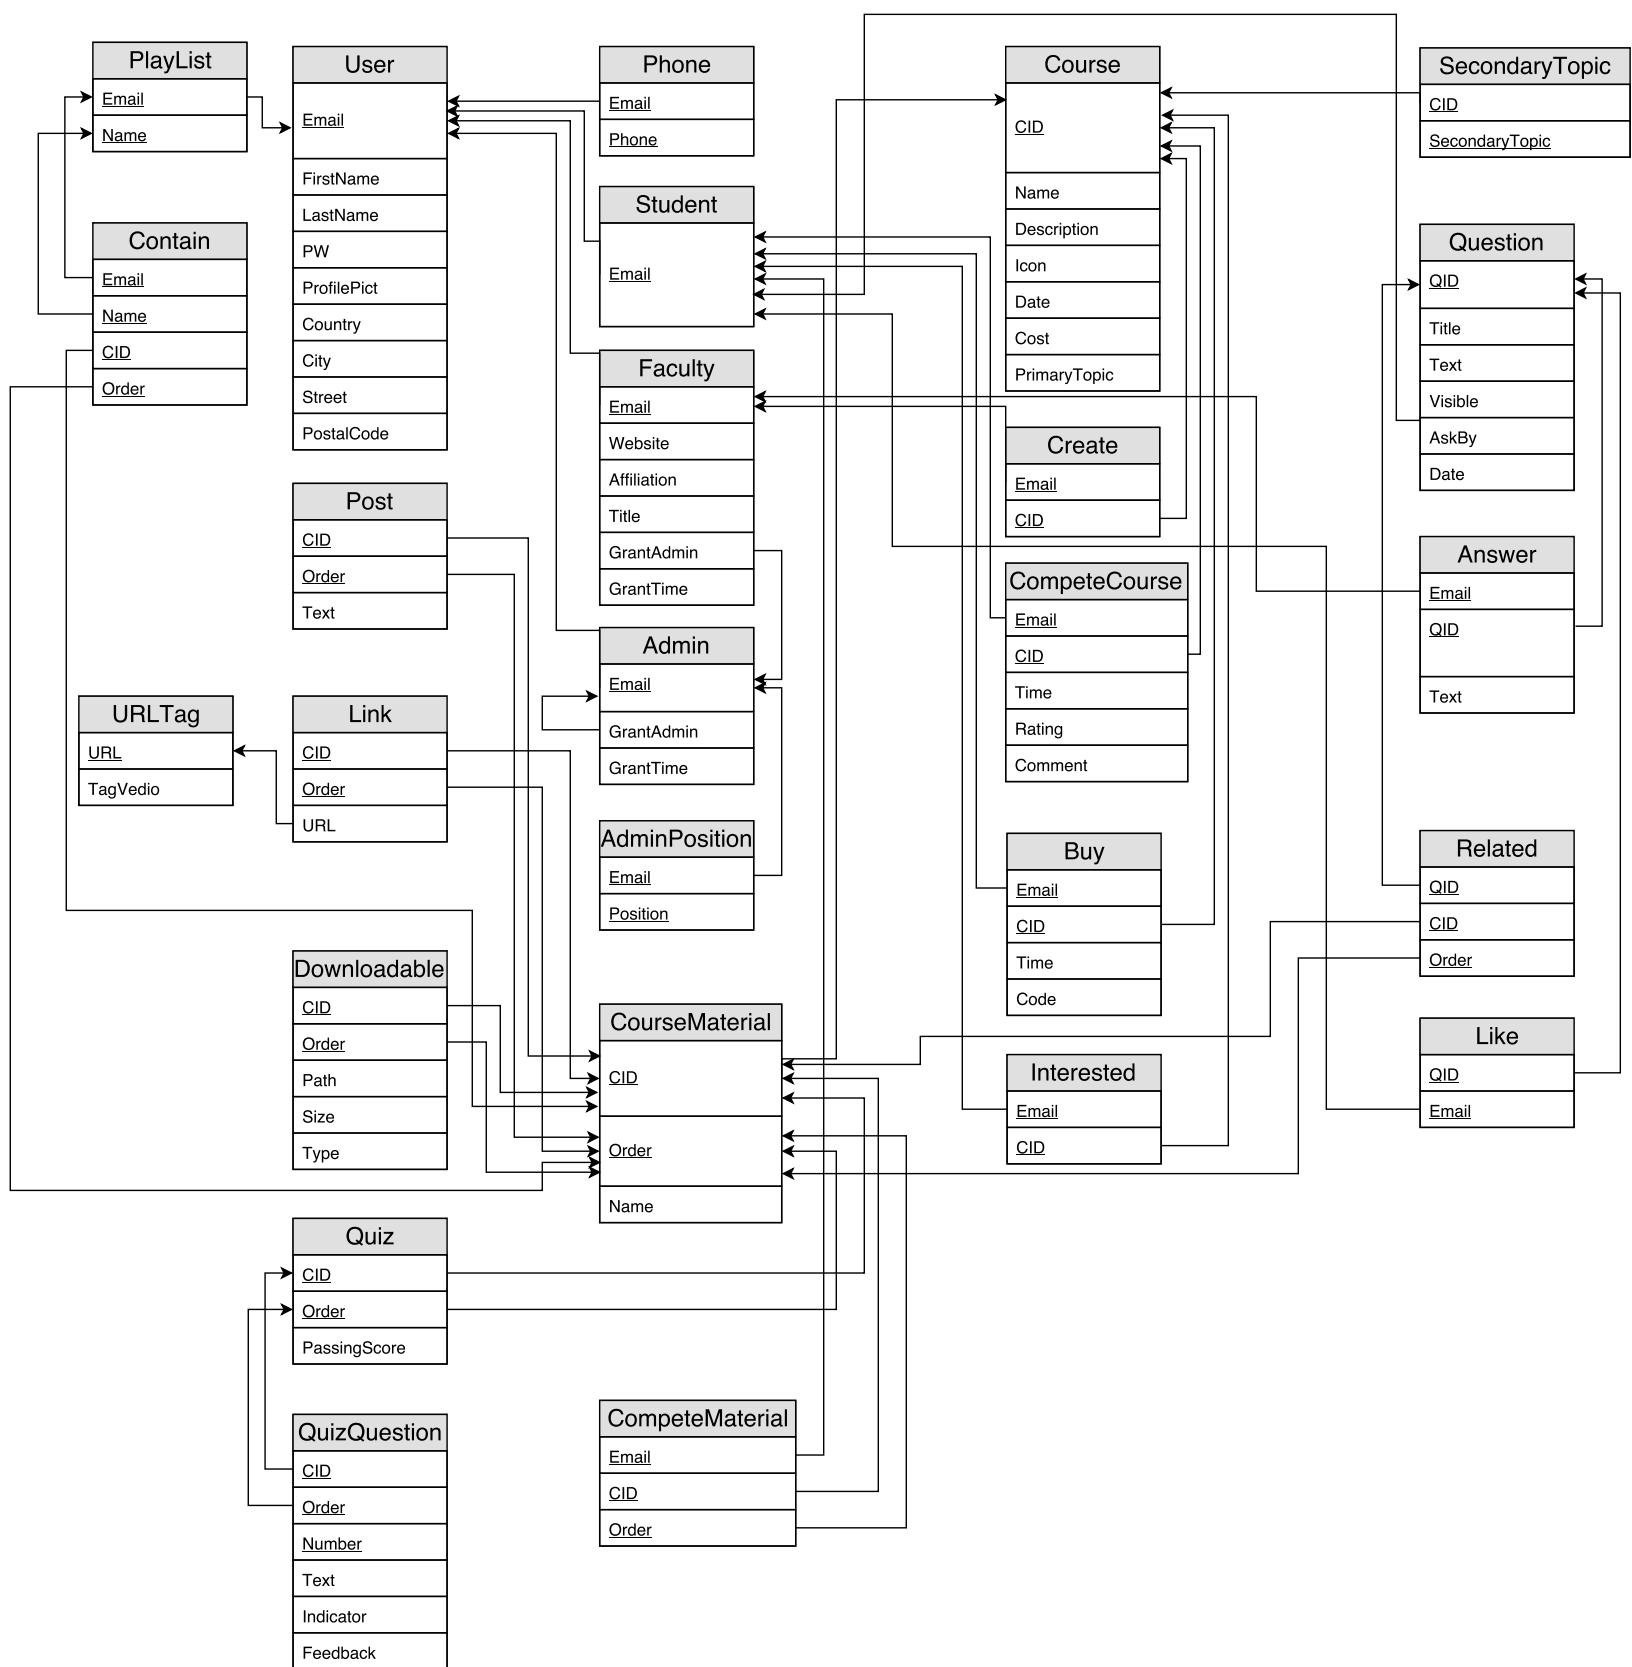 PlayList
Email
Name
Contain
Email
Name
CID
Order
URLTag
URL
TagVedio
User
Email
FirstName
LastName
PW
ProfilePict
Country
City
Street
PostalCode
Post
CID
Order
Text
Link
CID
Order
URL
Downloadable
CID
Order
Path
Size
Type
Quiz
CID
Order
PassingScore
QuizQuestion
CID
Order
Number
Text
Indicator
Feedback
Phone
Email
Phone
Student
Email
Faculty
Email
Website
Affiliation
Title
GrantAdmin
GrantTime
Admin
Email
GrantAdmin
GrantTime
AdminPosition
Email
Position
CourseMaterial
CID
Order
Name
CompeteMaterial
Email
CID
Order
Course
CID
Name
Description
Icon
Date
Cost
PrimaryTopic
Create
Email
CID
CompeteCourse
Email
CID
Time
Rating
Comment
Buy
Email
CID
Time
Code
Interested
Email
CID
SecondaryTopic
CID
SecondaryTopic
Question
QID
Title
Text
Visible
AskBy
Date
Answer
Email
QID
Text
Related
QID
CID
Order
Like
QID
Email